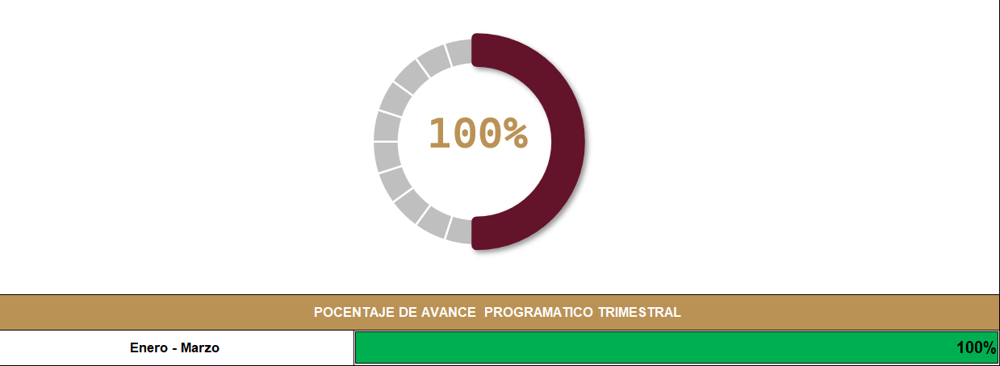 100%
POCENTAJE DE AVANCE  PROGRAMATICO TRIMESTRAL
Enero - Marzo 100%